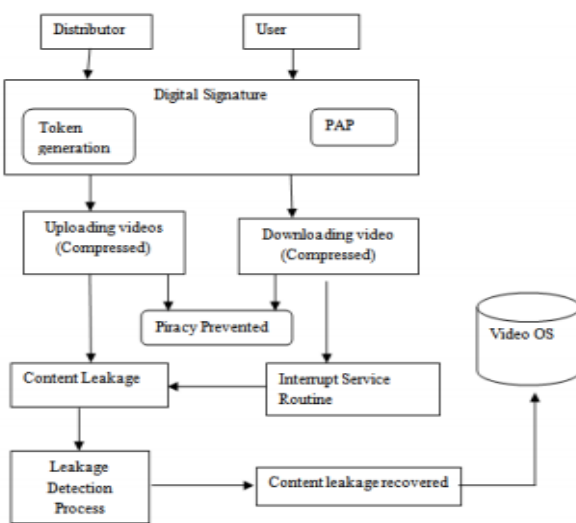 Distributor
User
Digital Signature
Token
generation
PAP
Uploading videos
(Compressed)
Downloading video
(Compressed)
Piracy Prevented
Video OS
Content Leakage
Interrupt Service
Routine
Leakage
Detection
Process
Content leakage recovered